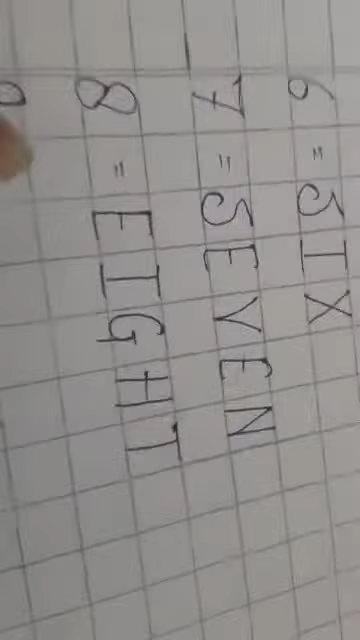 6 = SIX
7 = SEVEN
8 = EIGHT